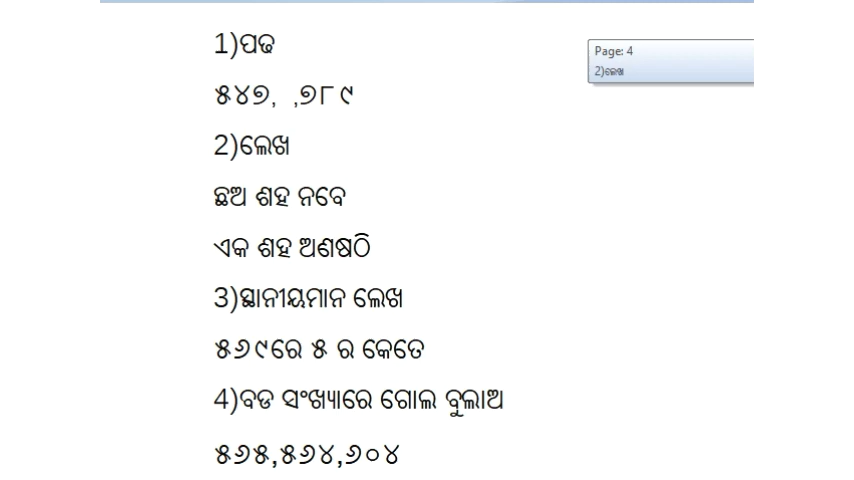 1)ପଢ
୫୪୭, ,୭୮୯
2)ଲେଖ
ଛଅ ଶହ ନବେ
ଏକ ଶହ ଅଣଷଠି
3)ସ୍ଥାନୀୟମାନ ଲେଖ
୫୬୯ରେ ୫ ର କେତେ
4)ବଡ ସଂଖ୍ୟାରେ ଗୋଲ ବୁଲାଅ
୫୬୫,୫୬୪,୬୦୪
Page: 4
2)ଲେଖ